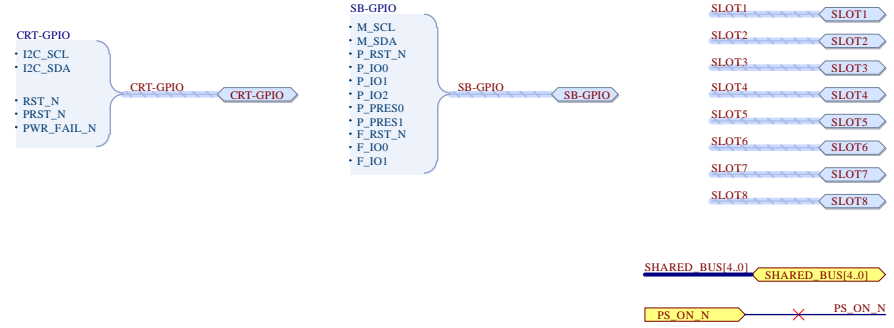 CRT-GPIO
I2C_SCL
I2C_SDA
RST_N
PRST_N
PWR_FAIL_N
CRT-GPIO
CRT-GPIO
SB-GPIO
M_SCL
M_SDA
P_RST_N
P_IO0
P_IO1
P_IO2
P_PRES0
P_PRES1
F_RST_N
F_IO0
F_IO1
SB-GPIO
SB-GPIO
SLOT1
SLOT1
SLOT2
SLOT2
SLOT3
SLOT3
SLOT4
SLOT4
SLOT5
SLOT5
SLOT6
SLOT6
SLOT7
SLOT7
SLOT8
SLOT8
SHARED_BUS[4..0]
SHARED_BUS[4..0]
PS_ON_N
PS_ON_N